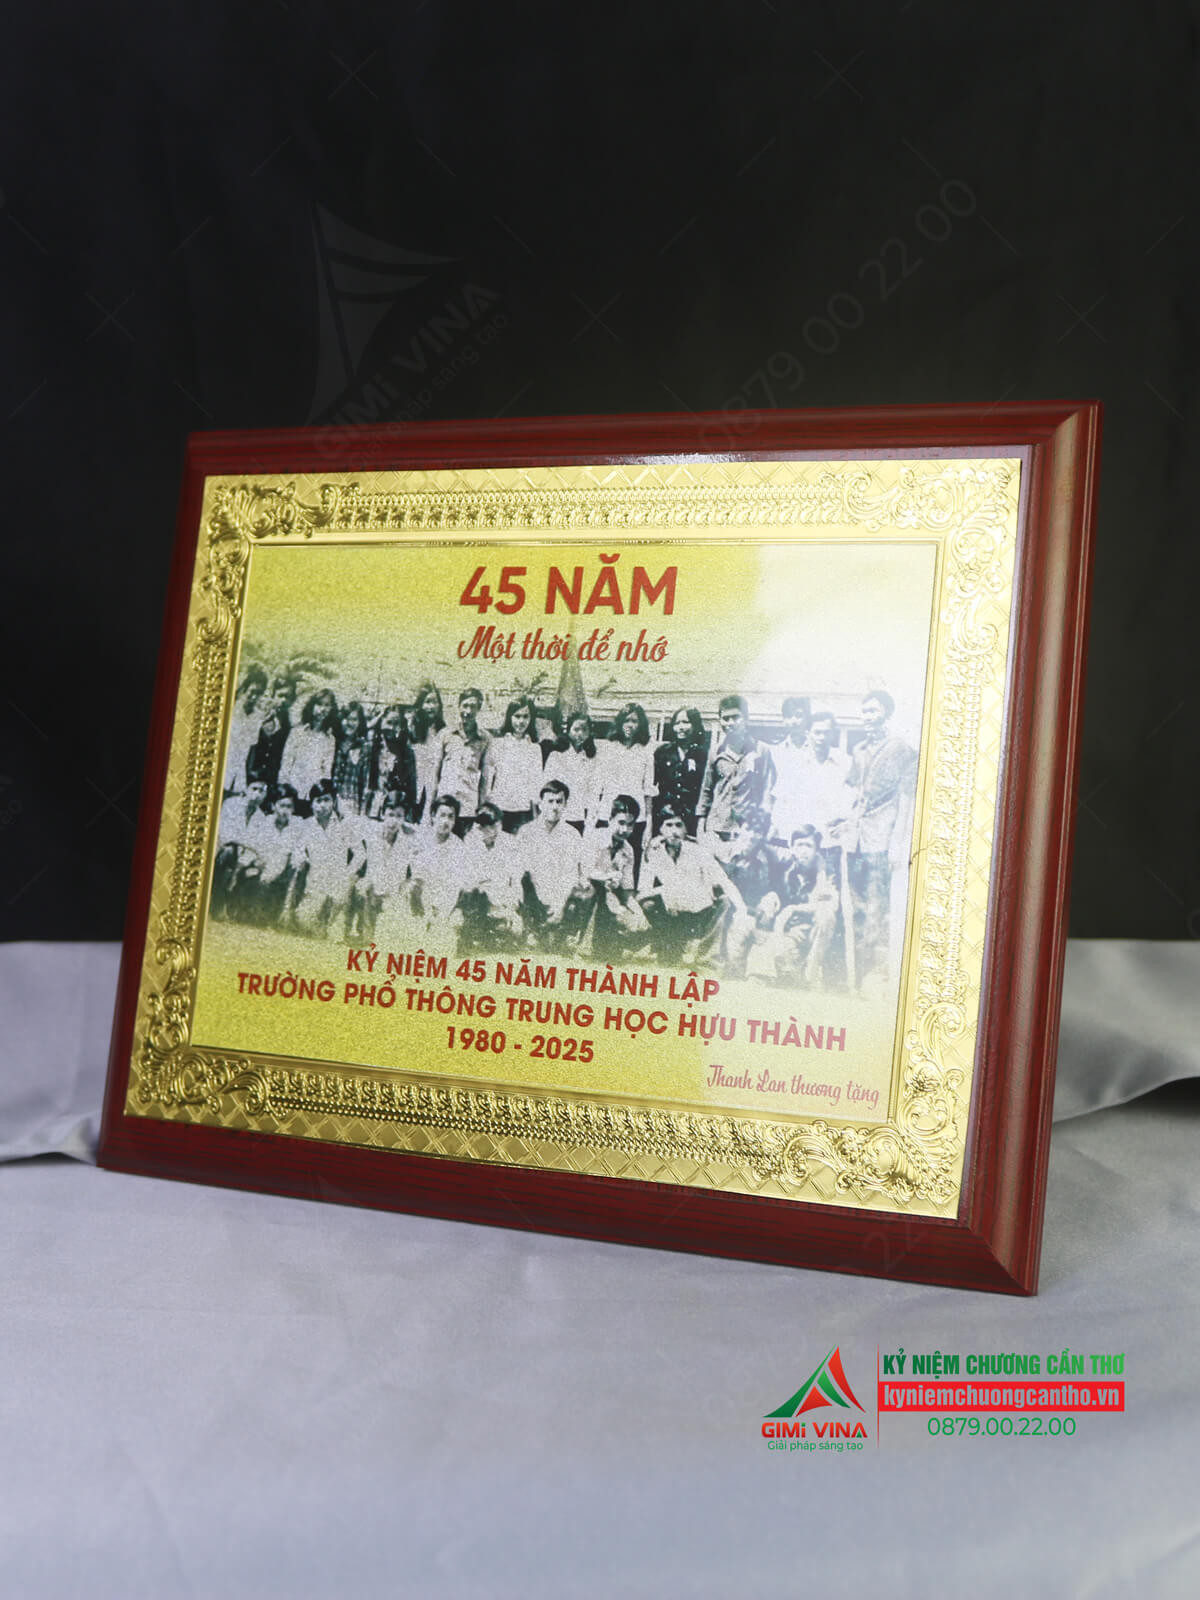 45 NĂM
Một thời để nhớ
KỶ NIỆM 45 NĂM THÀNH LẬP
TRƯỜNG PHỔ THÔNG TRUNG HỌC HỰU THÀNH
1980 - 2025
Thanh Lan thương tặng
GIMi VINA
Giải pháp sáng tạo
0879 00 22 00
KỶ NIỆM CHƯƠNG CẦN THƠ
kyniemchuongcantho.vn
0879.00.22.00
GIMi VINA
Giải pháp sáng tạo